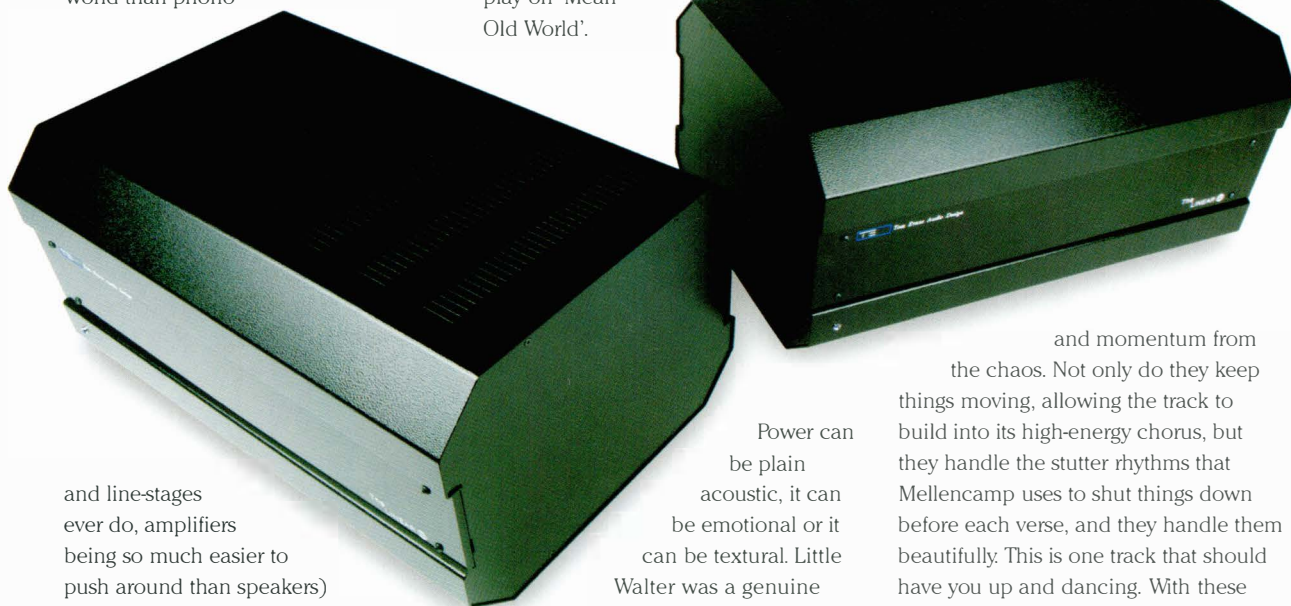 world than phono
and line-stages
ever do, amplifiers
being so much easier to
push around than speakers)
play on ‘Mean
Old World’.
Power can
be plain
acoustic, it can
be emotional or it
can be textural. Little
Walter was a genuine
and momentum from
the chaos. Not only do they keep
things moving, allowing the track to
build into its high-energy chorus, but
they handle the stutter rhythms that
Mellencamp uses to shut things down
before each verse, and they handle them
beautifully. This is one track that should
have you up and dancing. With these
Audio Design
The
LINEAR